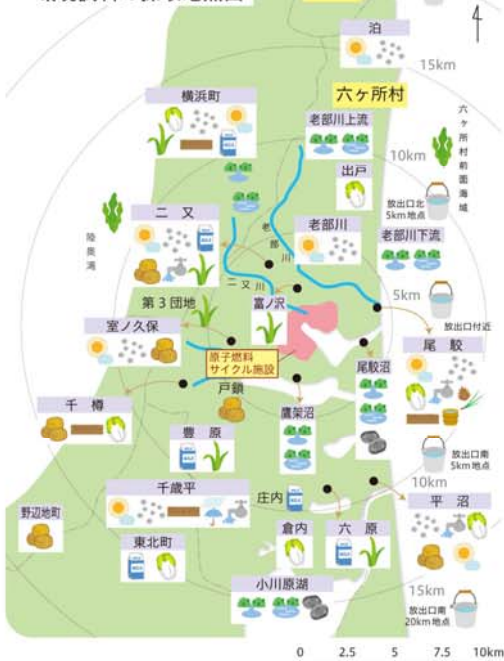 泊
15km
六ヶ所村
横浜町
老部川上流
10km
六ヶ所村前面海域
出戸
放出口北
5km地点
陸奥湾
二又
老部川
老部川
老部川下流
二又川
5km
第3団地
富ノ沢
放出口付近
室ノ久保
原子燃料
サイクル施設
尾鮫沼
尾鮫
戸鎖
千樽
鷹架沼
豊原
放出口南
5km地点
10km
千歳平
庄内
平沼
野辺地町
東北町
倉内
六原
小川原湖
15km
放出口南
20km地点
0 2.5 5 7.5 10km